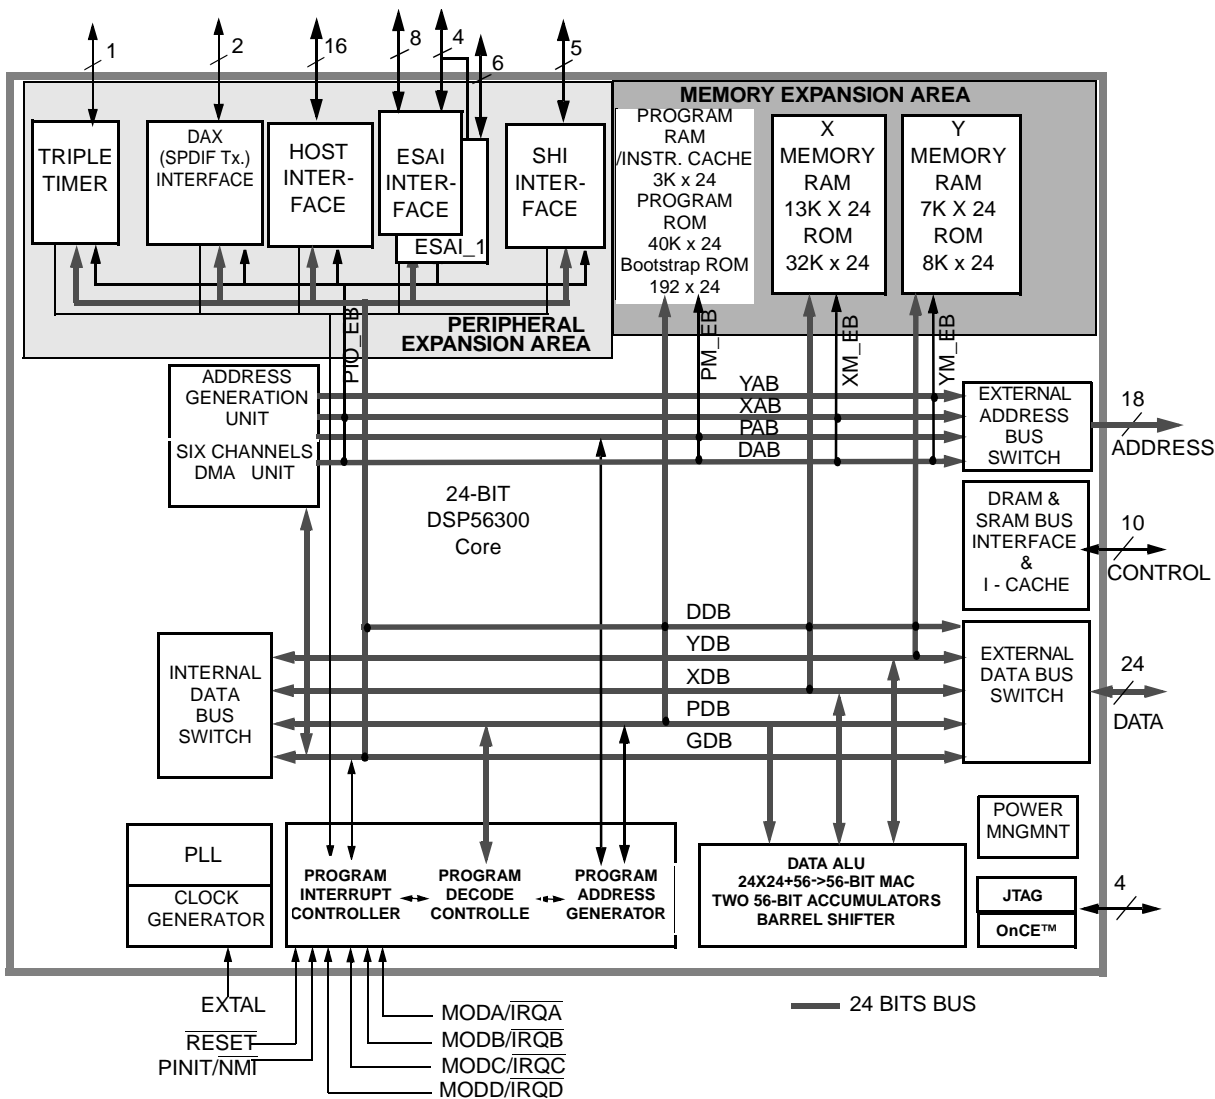 1
2
16
8
4
6
5
MEMORY EXPANSION AREA
TRIPLE
TIMER
DAX
(SPDIF Tx.)
INTERFACE
HOST
INTER-
FACE
ESAI
INTER-
FACE
ESAI_1
SHI
INTER-
FACE
PROGRAM
RAM
/INSTR. CACHE
3K x 24
PROGRAM
ROM
40K x 24
Bootstrap ROM
192 x 24
X
MEMORY
RAM
13K X 24
ROM
32K x 24
Y
MEMORY
RAM
7K X 24
ROM
8K x 24
PERIPHERAL
EXPANSION AREA
PIO_EB
PM_EB
XM_EB
YM_EB
ADDRESS
GENERATION
UNIT
SIX CHANNELS
DMA UNIT
YAB
XAB
PAB
DAB
EXTERNAL
ADDRESS
BUS
SWITCH
18
ADDRESS
24-BIT
DSP56300
Core
DRAM &
SRAM BUS
INTERFACE
&
I - CACHE
10
CONTROL
DDB
YDB
XDB
PDB
GDB
INTERNAL
DATA
BUS
SWITCH
EXTERNAL
DATA BUS
SWITCH
24
DATA
POWER
MNGMNT
PLL
CLOCK
GENERATOR
PROGRAM
INTERRUPT
CONTROLLER
PROGRAM
DECODE
CONTROLLE
PROGRAM
ADDRESS
GENERATOR
DATA ALU
24X24+56->56-BIT MAC
TWO 56-BIT ACCUMULATORS
BARREL SHIFTER
JTAG
OnCE™
4
EXTAL
RESET
PINIT/NMI
MODA/IRQA
MODB/IRQB
MODC/IRQC
MODD/IRQD
24 BITS BUS